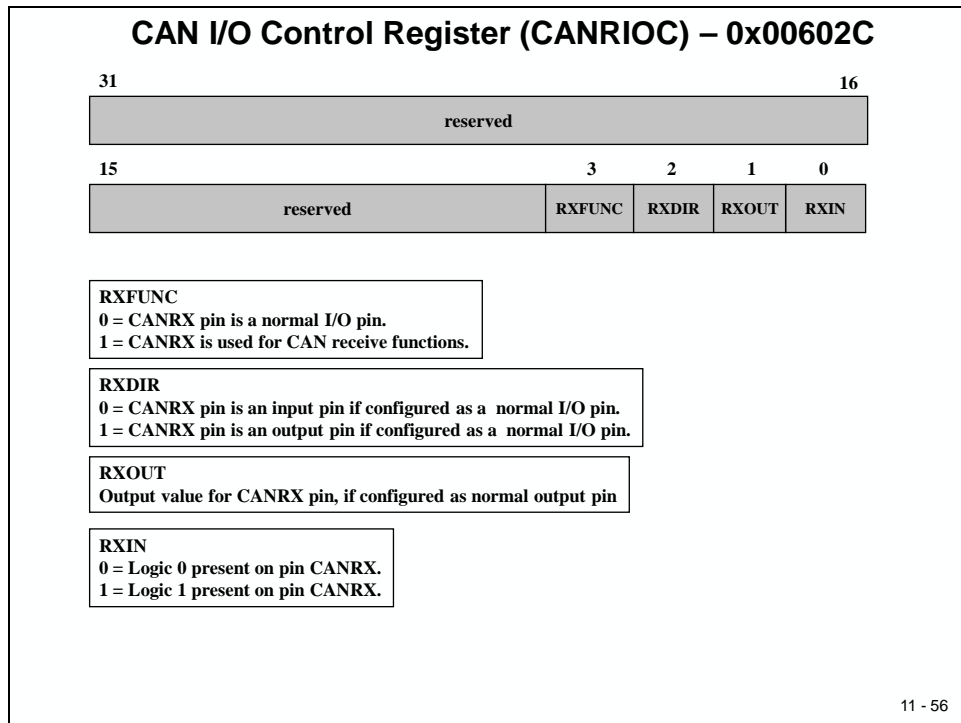 CAN I/O Control Register (CANRIOC) – 0x00602C
31 16
reserved
15 3 2 1 0
reserved RXFUNC RXDIR RXOUT RXIN
RXFUNC
0 = CANRX pin is a normal I/O pin.
1 = CANRX is used for CAN receive functions.
RXDIR
0 = CANRX pin is an input pin if configured as a normal I/O pin.
1 = CANRX pin is an output pin if configured as a normal I/O pin.
RXOUT
Output value for CANRX pin, if configured as normal output pin
RXIN
0 = Logic 0 present on pin CANRX.
1 = Logic 1 present on pin CANRX.
11 - 56